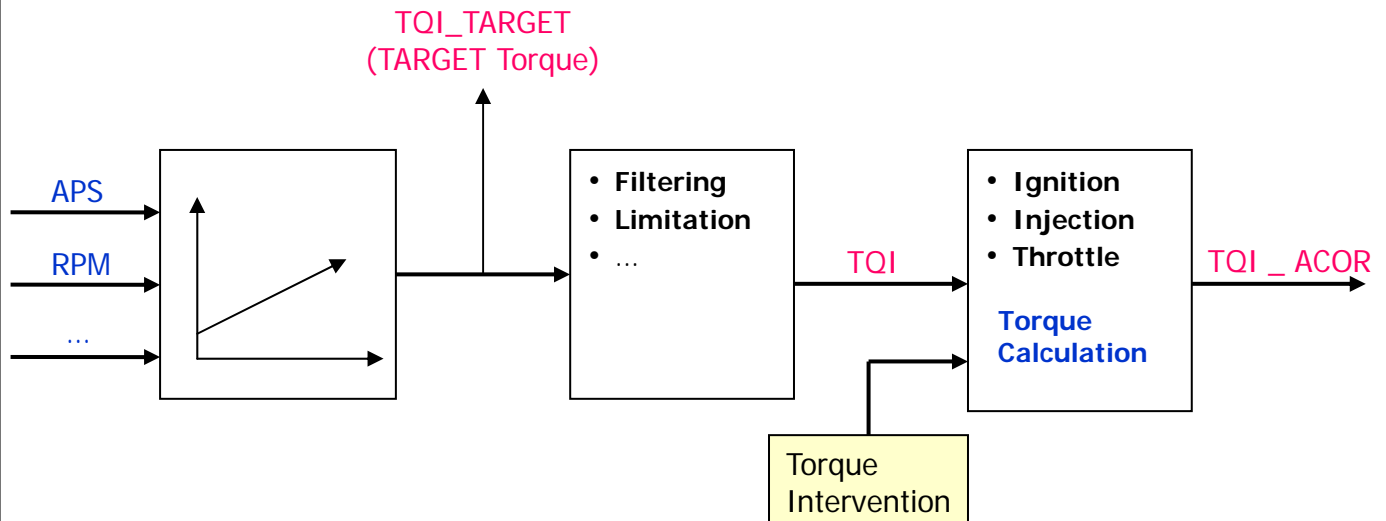 TQI_TARGET
(TARGET Torque)
APS
RPM
...
• Filtering
• Limitation
• ...
TQI
• Ignition
• Injection
• Throttle
Torque
Calculation
TQI _ ACOR
Torque
Intervention